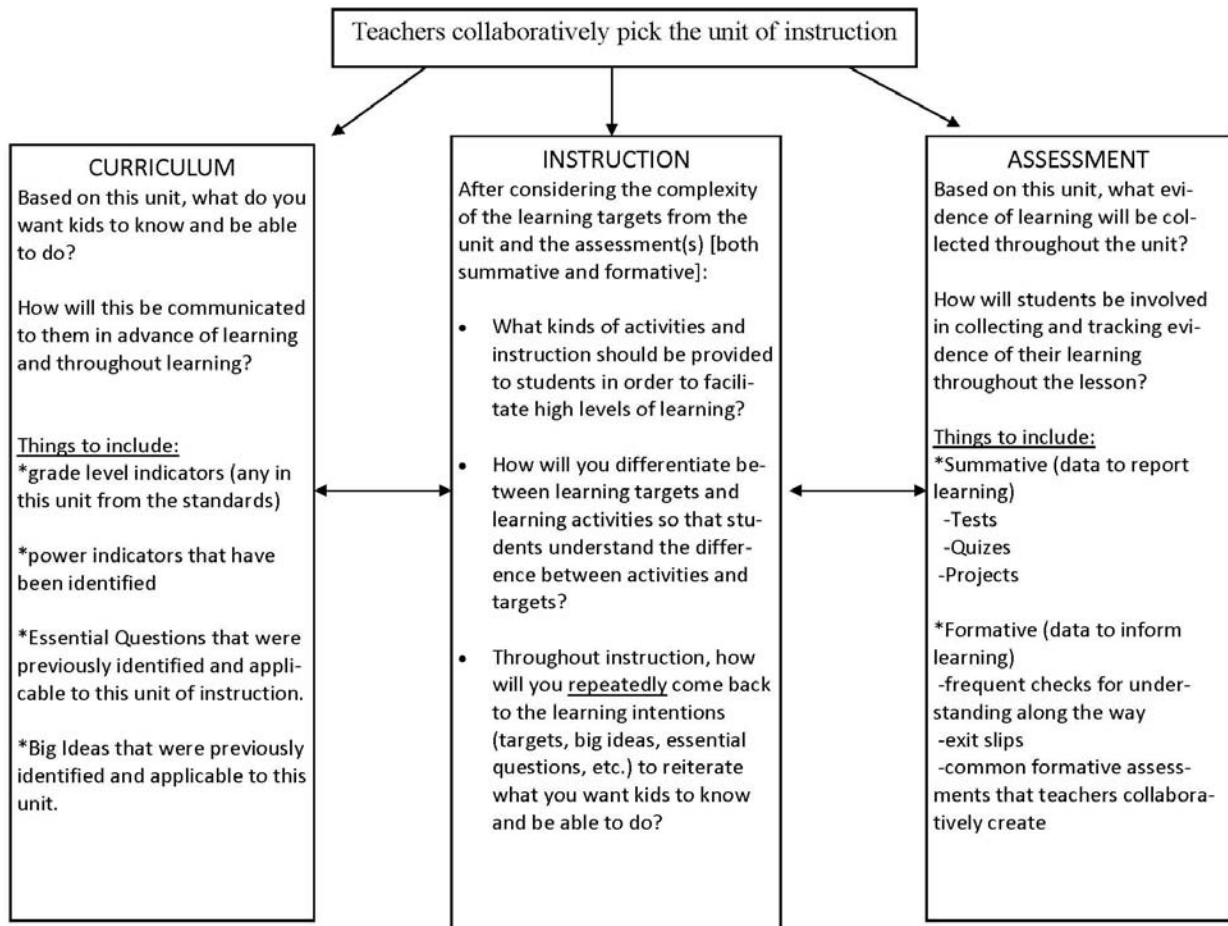 Teachers collaboratively pick the unit of instruction
CURRICULUM
Based on this unit, what do you
want kids to know and be able
to do?
How will this be communicated
to them in advance of learning
and throughout learning?
Things to include:
*grade level indicators (any in
this unit from the standards)
*power indicators that have
been identified
*Essential Questions that were
previously identified and appli-
cable to this unit of instruction.
*Big Ideas that were previously
identified and applicable to this
unit.
INSTRUCTION
After considering the complexity
of the learning targets from the
unit and the assessment(s) [both
summative and formative]:
• What kinds of activities and
instruction should be provided
to students in order to facili-
tate high levels of learning?
• How will you differentiate be-
tween learning targets and
learning activities so that stu-
dents understand the differ-
ence between activities and
targets?
• Throughout instruction, how
will you repeatedly come back
to the learning intentions
(targets, big ideas, essential
questions, etc.) to reiterate
what you want kids to know
and be able to do?
ASSESSMENT
Based on this unit, what evi-
dence of learning will be col-
lected throughout the unit?
How will students be involved
in collecting and tracking evi-
dence of their learning
throughout the lesson?
Things to include:
*Summative (data to report
learning)
-Tests
-Quizes
-Projects
*Formative (data to inform
learning)
-frequent checks for under-
standing along the way
-exit slips
-common formative assess-
ments that teachers collabora-
tively create